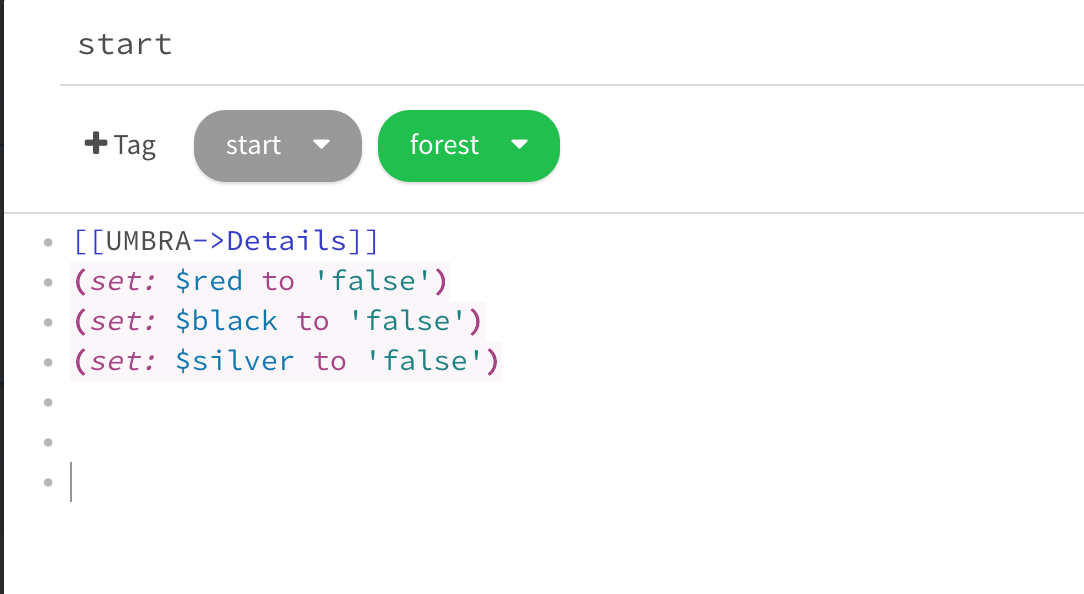 start
Tag start forest
[[UMBRA->Details]]
(set: $red to 'false')
(set: $black to 'false')
(set: $silver to 'false')